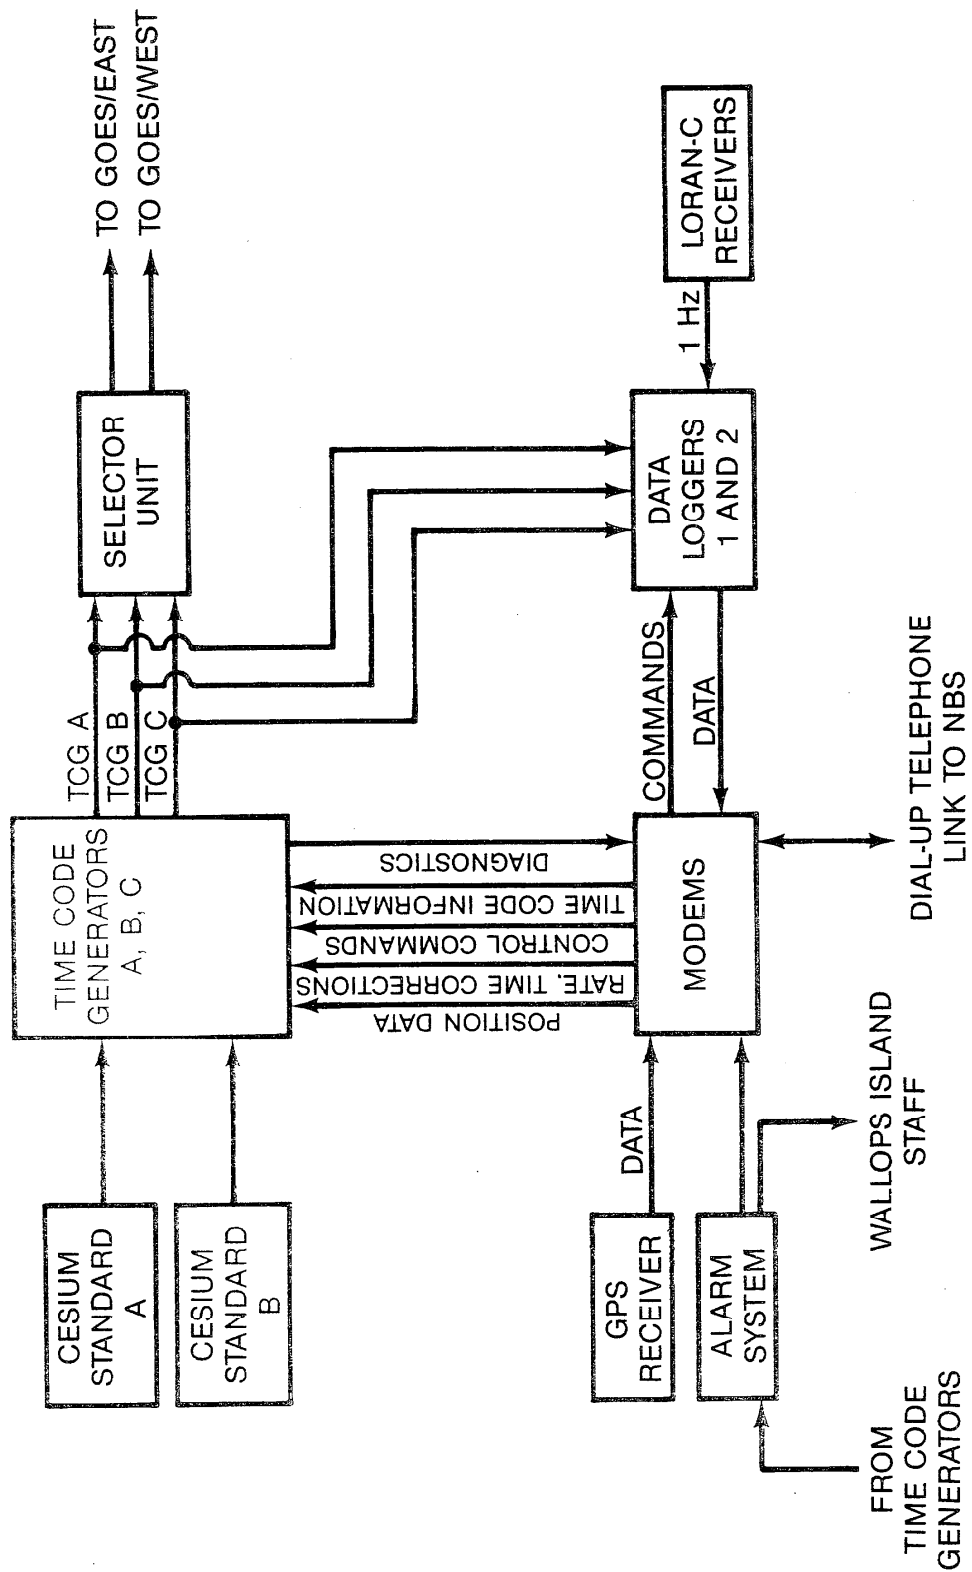 CESIUM
STANDARD
A
CESIUM
STANDARD
B
TIME CODE
GENERATORS
A, B, C
TCG A
TCG B
TCG C
SELECTOR
UNIT
TO GOES/EAST
TO GOES/WEST
POSITION DATA
RATE. TIME CORRECTIONS
CONTROL COMMANDS
TIME CODE INFORMATION
DIAGNOSTICS
GPS
RECEIVER
DATA
ALARM
SYSTEM
MODEMS
COMMANDS
DATA
DATA
LOGGERS
1 AND 2
1 Hz
LORAN-C
RECEIVERS
FROM
TIME CODE
GENERATORS
WALLOPS ISLAND
STAFF
DIAL-UP TELEPHONE
LINK TO NBS